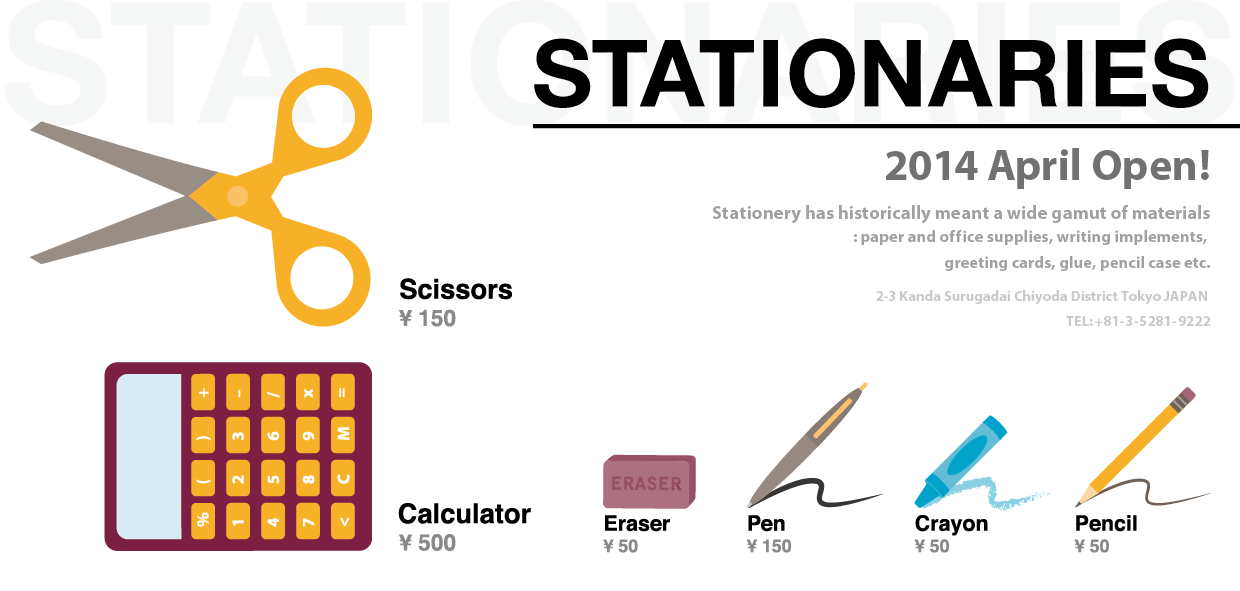 STATIONARIES
STATIONARIES
2014 April Open!
Stationery has historically meant a wide gamut of materials
: paper and office supplies, writing implements,
greeting cards, glue, pencil case etc.
2-3 Kanda Surugadai Chiyoda District Tokyo JAPAN
TEL:+81-3-5281-9222
Scissors
¥ 150
+ – / x =
) 3 6 9 M
( 2 5 8 C
% 1 4 7 <
Calculator
¥ 500
ERASER
Eraser
¥ 50
Pen
¥ 150
Crayon
¥ 50
Pencil
¥ 50